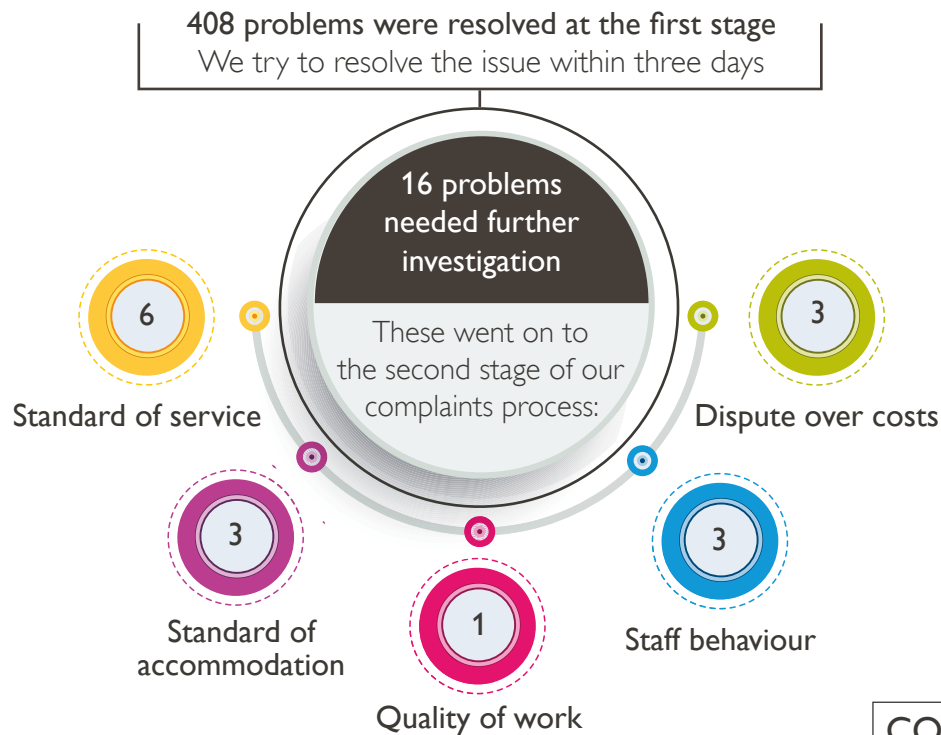 408 problems were resolved at the first stage
We try to resolve the issue within three days
16 problems
needed further
investigation
These went on to
the second stage of our
complaints process:
6
Standard of service
3
Standard of
accommodation
1
Quality of work
3
Staff behaviour
3
Dispute over costs
CO